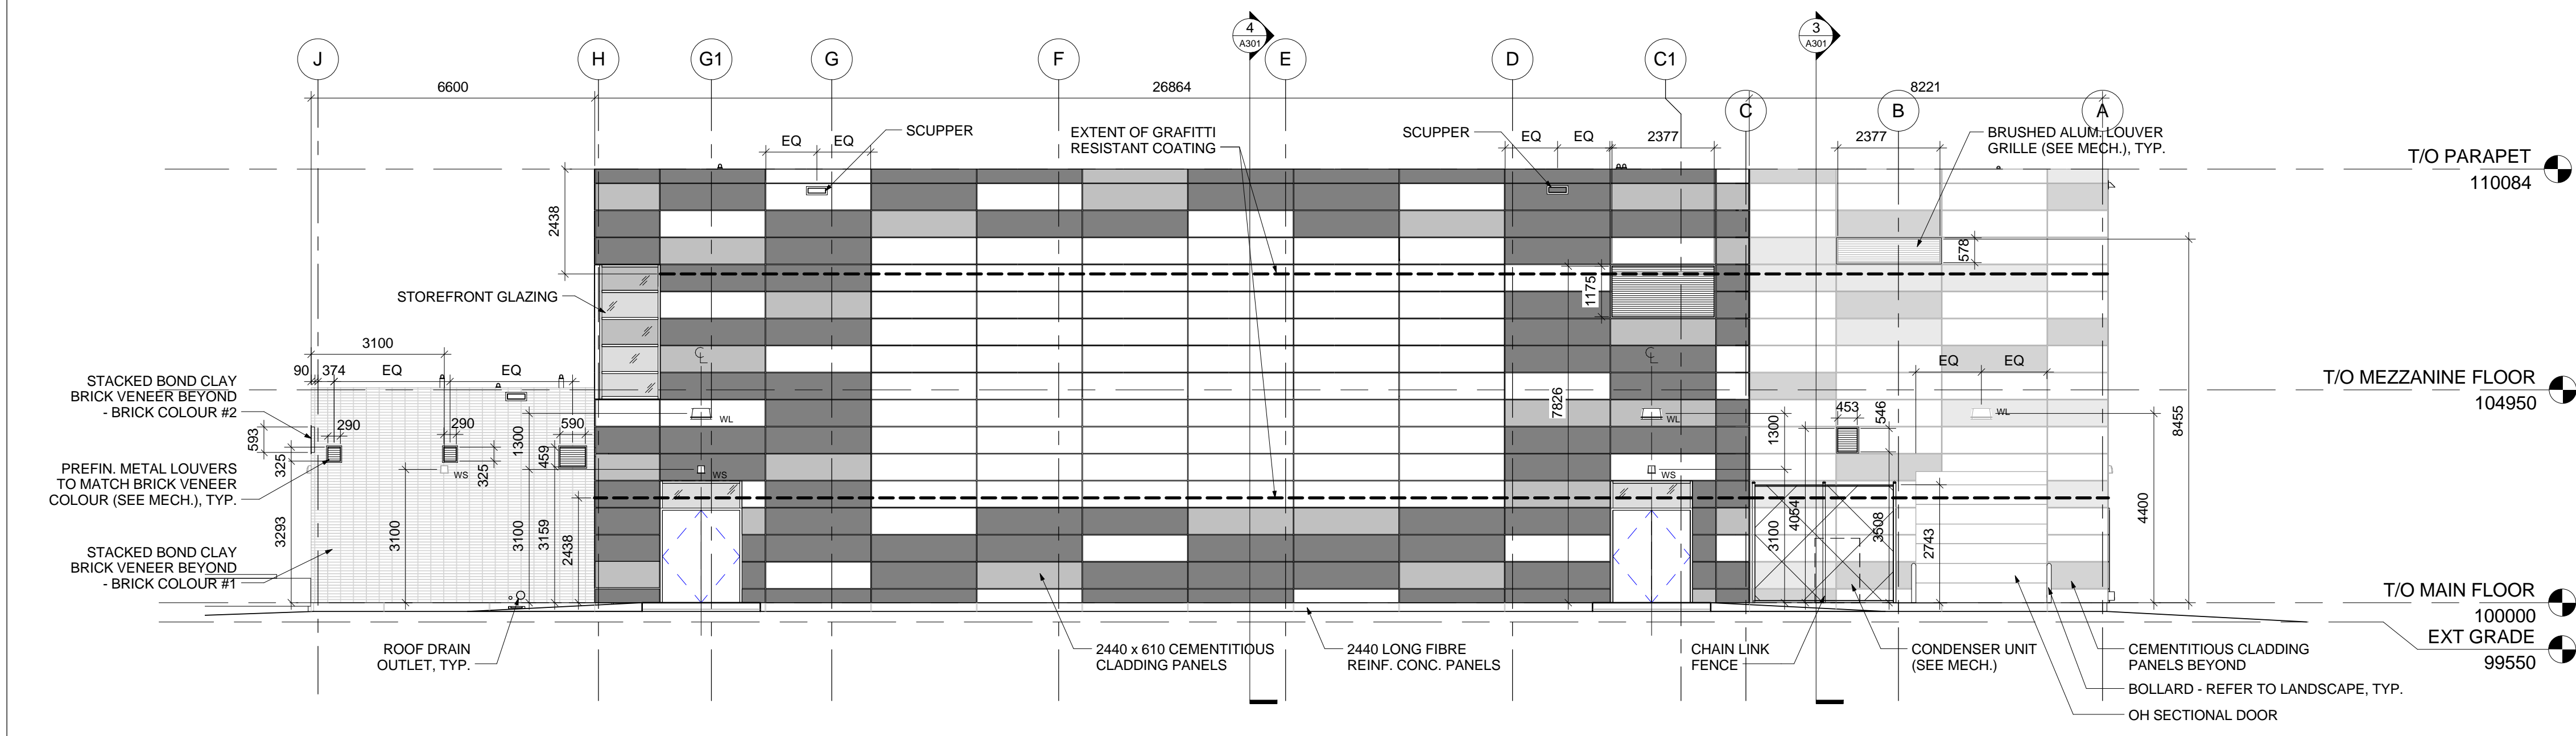 4
A301
3
A301
J
H
G1
G
F
E
D
C1
C
B
A
6600
26864
8221
SCUPPER
EXTENT OF GRAFITTI
RESISTANT COATING
SCUPPER
EQ
EQ
EQ
EQ
2377
2377
BRUSHED ALUM. LOUVER
GRILLE (SEE MECH.), TYP.
T/O PARAPET
110084
2438
578
STOREFRONT GLAZING
1175
3100
90
374
EQ
EQ
EQ
EQ
STACKED BOND CLAY
BRICK VENEER BEYOND
- BRICK COLOUR #2
T/O MEZZANINE FLOOR
104950
7826
8455
453
546
WL
WL
WL
593
290
290
590
1300
1300
325
325
459
WS
WS
WS
PREFIN. METAL LOUVERS
TO MATCH BRICK VENEER
COLOUR (SEE MECH.), TYP.
3293
3100
3100
3159
2438
3100
4054
3508
2743
4400
STACKED BOND CLAY
BRICK VENEER BEYOND
- BRICK COLOUR #1
T/O MAIN FLOOR
100000
EXT GRADE
99550
ROOF DRAIN
OUTLET, TYP.
2440 x 610 CEMENTITIOUS
CLADDING PANELS
2440 LONG FIBRE
REINF. CONC. PANELS
CHAIN LINK
FENCE
CONDENSER UNIT
(SEE MECH.)
CEMENTITIOUS CLADDING
PANELS BEYOND
BOLLARD - REFER TO LANDSCAPE, TYP.
OH SECTIONAL DOOR